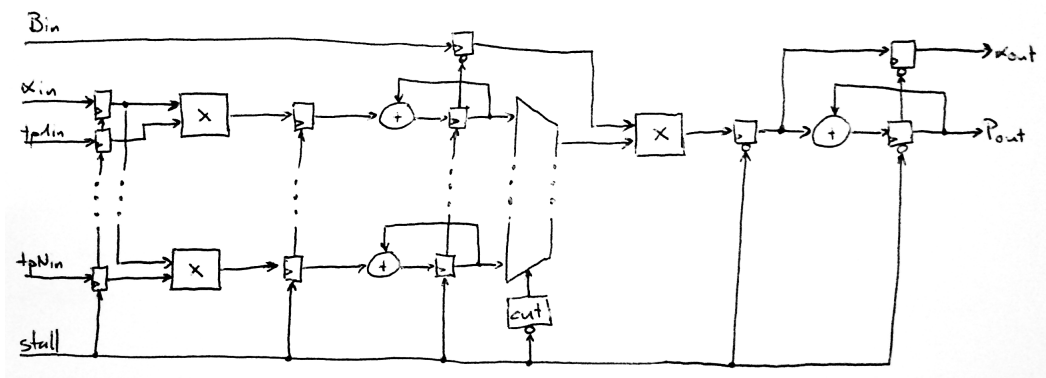 Bin
αin
tp1in
tpNin
stall
x
x
+
+
cnt
x
+
αout
Pout